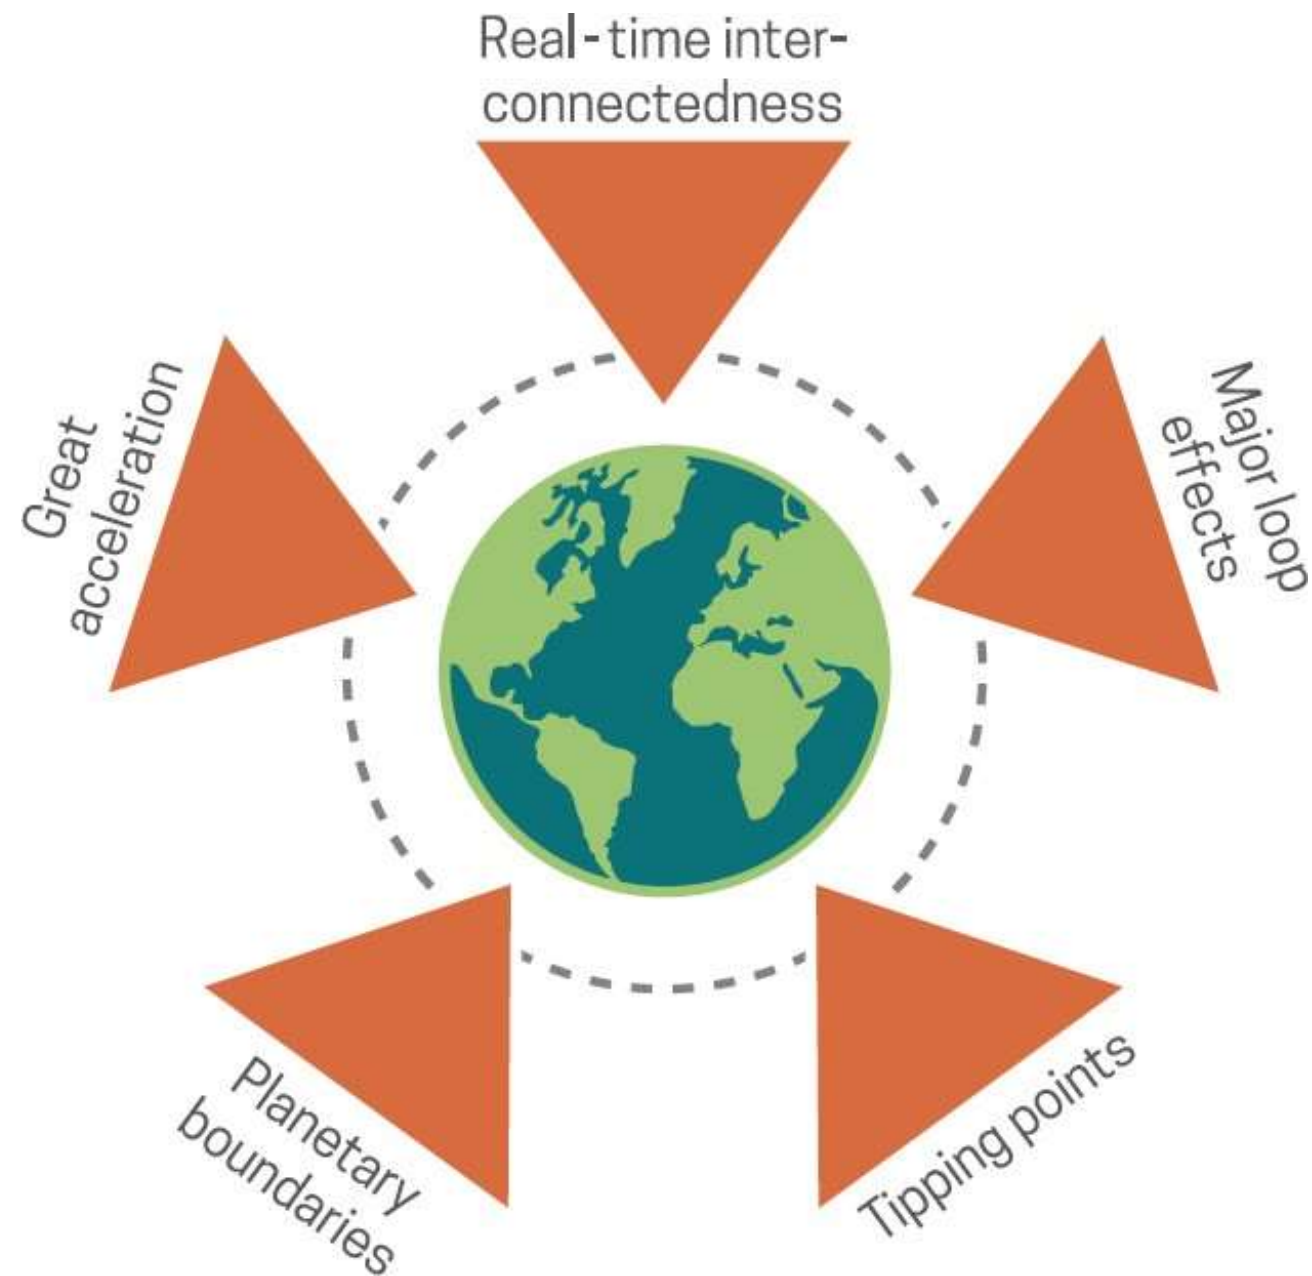 Real-time inter-
connectedness
Major loop
effects
Tipping points
Planetary
boundaries
Great
acceleration